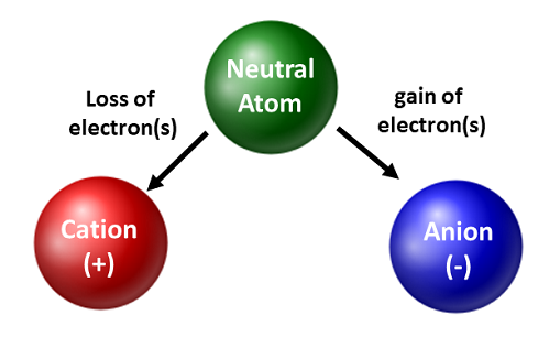 Neutral
Atom
Loss of
electron(s)
gain of
electron(s)
Cation
(+)
Anion
(-)